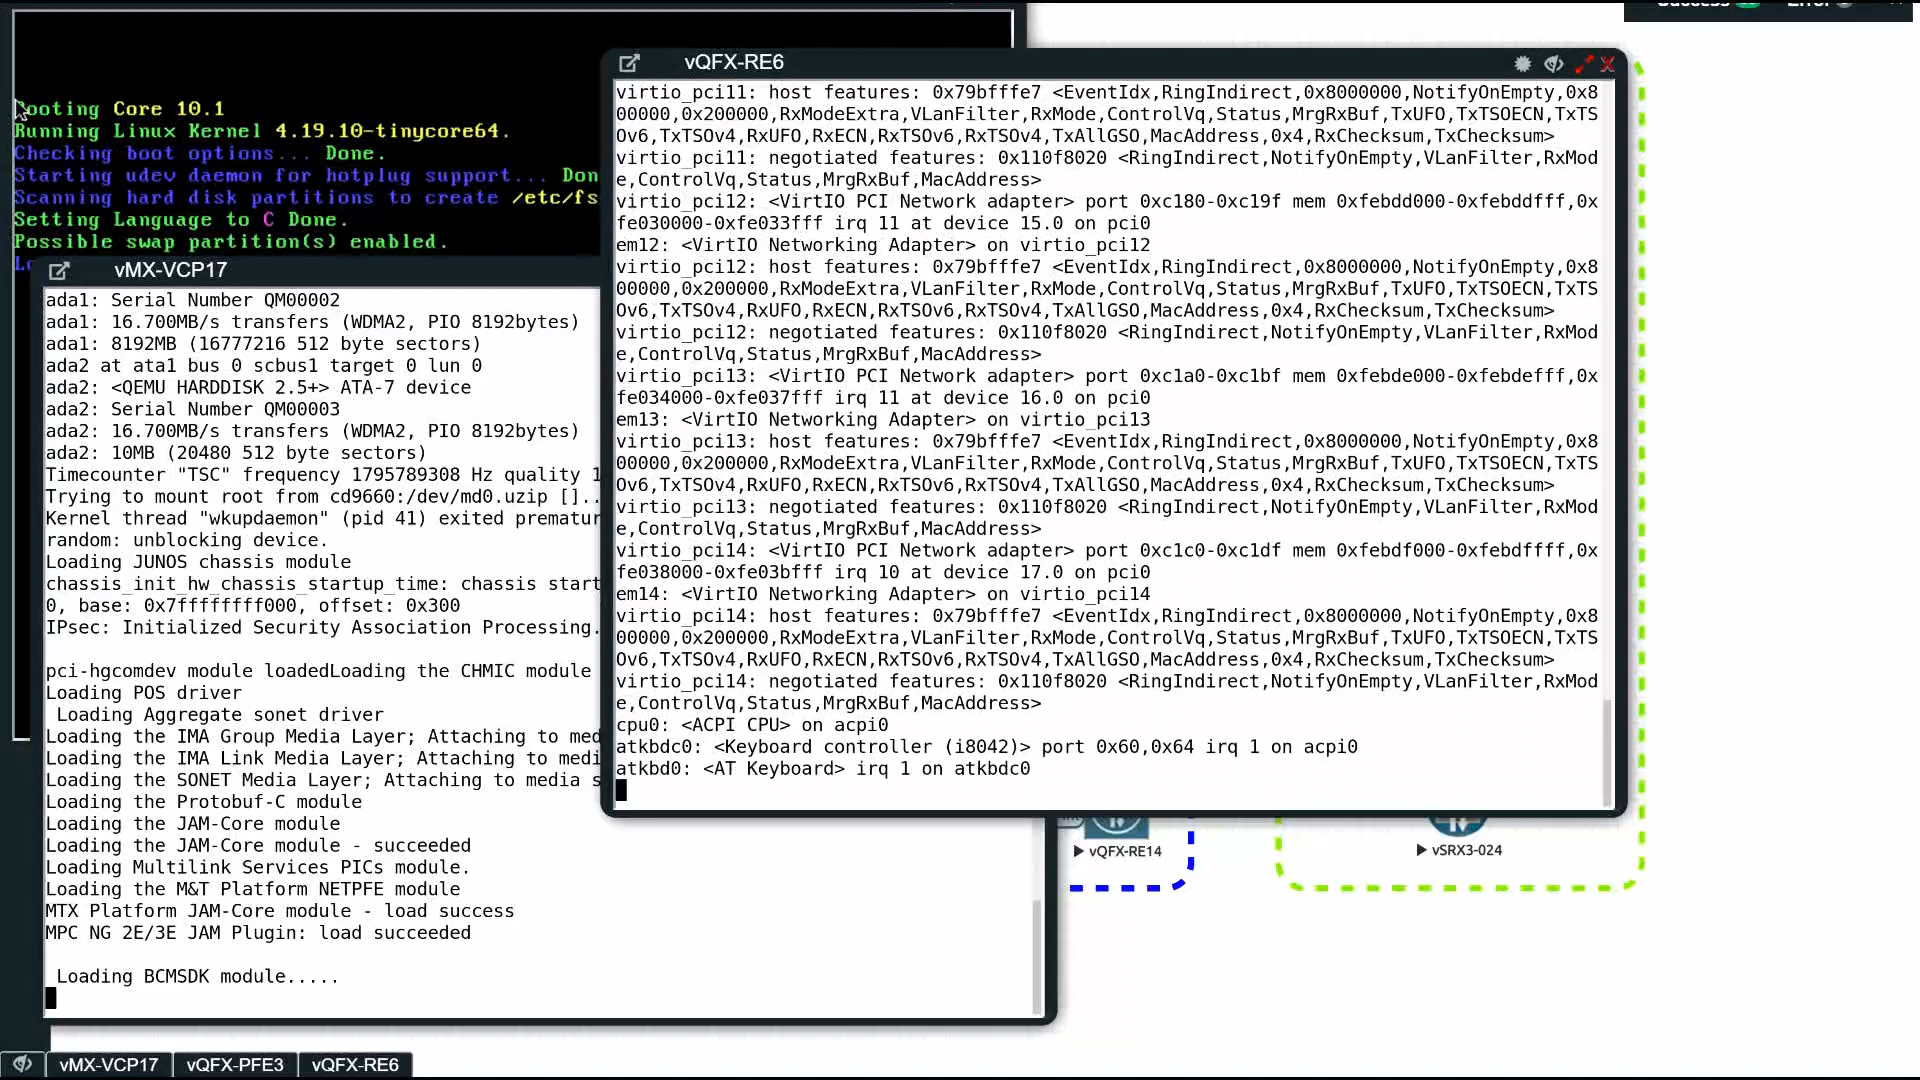 Booting Core 10.1
Running Linux Kernel 4.19.10-tinycore64.
Checking boot options... Done.
Starting udev daemon for hotplug support... Don
Scanning hard disk partitions to create /etc/fs
Setting Language to C Done.
Possible swap partition(s) enabled.
vMX-VCP17
ada1: Serial Number QM00002
ada1: 16.700MB/s transfers (WDMA2, PIO 8192bytes)
ada1: 8192MB (16777216 512 byte sectors)
ada2 at ata1 bus 0 scbus1 target 0 lun 0
ada2: <QEMU HARDDISK 2.5+> ATA-7 device
ada2: Serial Number QM00003
ada2: 16.700MB/s transfers (WDMA2, PIO 8192bytes)
ada2: 10MB (20480 512 byte sectors)
Timecounter "TSC" frequency 1795789308 Hz quality 1
Trying to mount root from cd9660:/dev/md0.uzip []..
Kernel thread "wkupdaemon" (pid 41) exited prematur
random: unblocking device.
Loading JUNOS chassis module
chassis_init_hw_chassis_startup_time: chassis start
0, base: 0x7ffffffff000, offset: 0x300
IPsec: Initialized Security Association Processing.
pci-hgcomdev module loadedLoading the CHMIC module
Loading POS driver
Loading Aggregate sonet driver
Loading the IMA Group Media Layer; Attaching to med
Loading the IMA Link Media Layer; Attaching to medi
Loading the SONET Media Layer; Attaching to media s
Loading the Protobuf-C module
Loading the JAM-Core module
Loading the JAM-Core module - succeeded
Loading Multilink Services PICs module.
Loading the M&T Platform NETPFE module
MTX Platform JAM-Core module - load success
MPC NG 2E/3E JAM Plugin: load succeeded
Loading BCMSDK module.....
vQFX-RE6
virtio_pci11: host features: 0x79bfffe7 <EventIdx,RingIndirect,0x8000000,NotifyOnEmpty,0x8
00000,0x200000,RxModeExtra,VLanFilter,RxMode,ControlVq,Status,MrgRxBuf,TxUFO,TxTSOECN,TxTS
Ov6,TxTSOv4,RxUFO,RxECN,RxTSOv6,RxTSOv4,TxAllGSO,MacAddress,0x4,RxChecksum,TxChecksum>
virtio_pci11: negotiated features: 0x110f8020 <RingIndirect,NotifyOnEmpty,VLanFilter,RxMod
e,ControlVq,Status,MrgRxBuf,MacAddress>
virtio_pci12: <VirtIO PCI Network adapter> port 0xc180-0xc19f mem 0xfebdd000-0xfebddfff,0x
fe030000-0xfe033fff irq 11 at device 15.0 on pci0
em12: <VirtIO Networking Adapter> on virtio_pci12
virtio_pci12: host features: 0x79bfffe7 <EventIdx,RingIndirect,0x8000000,NotifyOnEmpty,0x8
00000,0x200000,RxModeExtra,VLanFilter,RxMode,ControlVq,Status,MrgRxBuf,TxUFO,TxTSOECN,TxTS
Ov6,TxTSOv4,RxUFO,RxECN,RxTSOv6,RxTSOv4,TxAllGSO,MacAddress,0x4,RxChecksum,TxChecksum>
virtio_pci12: negotiated features: 0x110f8020 <RingIndirect,NotifyOnEmpty,VLanFilter,RxMod
e,ControlVq,Status,MrgRxBuf,MacAddress>
virtio_pci13: <VirtIO PCI Network adapter> port 0xc1a0-0xc1bf mem 0xfebde000-0xfebdefff,0x
fe034000-0xfe037fff irq 11 at device 16.0 on pci0
em13: <VirtIO Networking Adapter> on virtio_pci13
virtio_pci13: host features: 0x79bfffe7 <EventIdx,RingIndirect,0x8000000,NotifyOnEmpty,0x8
00000,0x200000,RxModeExtra,VLanFilter,RxMode,ControlVq,Status,MrgRxBuf,TxUFO,TxTSOECN,TxTS
Ov6,TxTSOv4,RxUFO,RxECN,RxTSOv6,RxTSOv4,TxAllGSO,MacAddress,0x4,RxChecksum,TxChecksum>
virtio_pci13: negotiated features: 0x110f8020 <RingIndirect,NotifyOnEmpty,VLanFilter,RxMod
e,ControlVq,Status,MrgRxBuf,MacAddress>
virtio_pci14: <VirtIO PCI Network adapter> port 0xc1c0-0xc1df mem 0xfebdf000-0xfebdffff,0x
fe038000-0xfe03bfff irq 10 at device 17.0 on pci0
em14: <VirtIO Networking Adapter> on virtio_pci14
virtio_pci14: host features: 0x79bfffe7 <EventIdx,RingIndirect,0x8000000,NotifyOnEmpty,0x8
00000,0x200000,RxModeExtra,VLanFilter,RxMode,ControlVq,Status,MrgRxBuf,TxUFO,TxTSOECN,TxTS
Ov6,TxTSOv4,RxUFO,RxECN,RxTSOv6,RxTSOv4,TxAllGSO,MacAddress,0x4,RxChecksum,TxChecksum>
virtio_pci14: negotiated features: 0x110f8020 <RingIndirect,NotifyOnEmpty,VLanFilter,RxMod
e,ControlVq,Status,MrgRxBuf,MacAddress>
cpu0: <ACPI CPU> on acpi0
atkbdc0: <Keyboard controller (i8042)> port 0x60,0x64 irq 1 on acpi0
atkbd0: <AT Keyboard> irq 1 on atkbdc0
vQFX-RE14
vSRX3-024
vMX-VCP17
vQFX-PFE3
vQFX-RE6